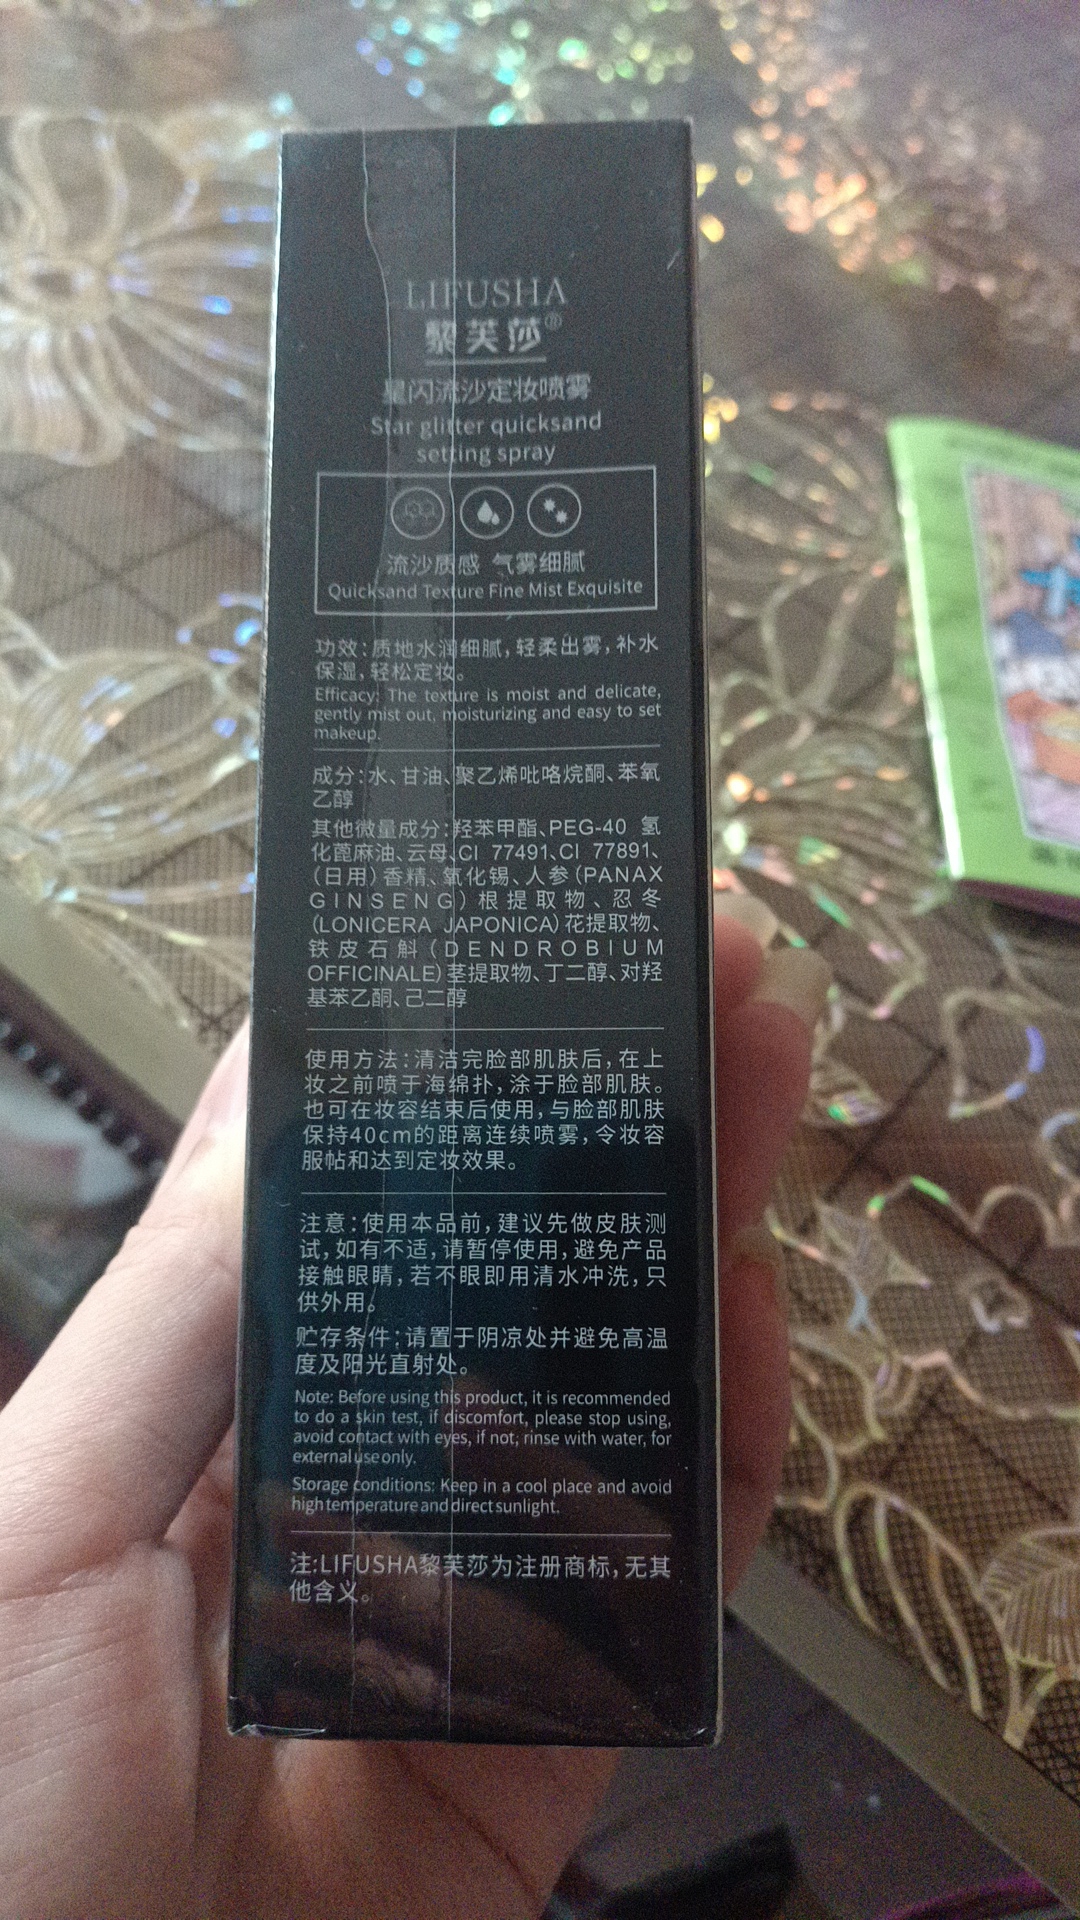 LIFUSHA
黎芙莎®
星闪流沙定妆喷雾
Star glitter quicksand
setting spray
流沙质感 气雾细腻
Quicksand Texture Fine Mist Exquisite
功效:质地水润细腻,轻柔出雾,补水
保湿,轻松定妆。
Efficacy: The texture is moist and delicate,
gently mist out, moisturizing and easy to set
makeup.
成分:水、甘油、聚乙烯吡咯烷酮、苯氧
乙醇
其他微量成分:羟苯甲酯、PEG-40 氢
化蓖麻油、云母、CI 77491、CI 77891、
(日用)香精、氧化锡、人参(PANAX
GINSENG)根提取物、忍冬
(LONICERA JAPONICA)花提取物、
铁皮石斛(DENDROBIUM
OFFICINALE)茎提取物、丁二醇、对羟
基苯乙酮、己二醇
使用方法:清洁完脸部肌肤后,在上
妆之前喷于海绵扑,涂于脸部肌肤。
也可在妆容结束后使用,与脸部肌肤
保持40cm的距离连续喷雾,令妆容
服帖和达到定妆效果。
注意:使用本品前,建议先做皮肤测
试,如有不适,请暂停使用,避免产品
接触眼睛,若不眼即用清水冲洗,只
供外用。
贮存条件;请置于阴凉处并避免高温
度及阳光直射处。
Note: Before using this product, it is recommended
to do a skin test, if discomfort, please stop using,
avoid contact with eyes, if not, rinse with water, for
external use only.
Storage conditions: Keep in a cool place and avoid
high temperature and direct sunlight.
注:LIFUSHA黎芙莎为注册商标,无其
他含义。